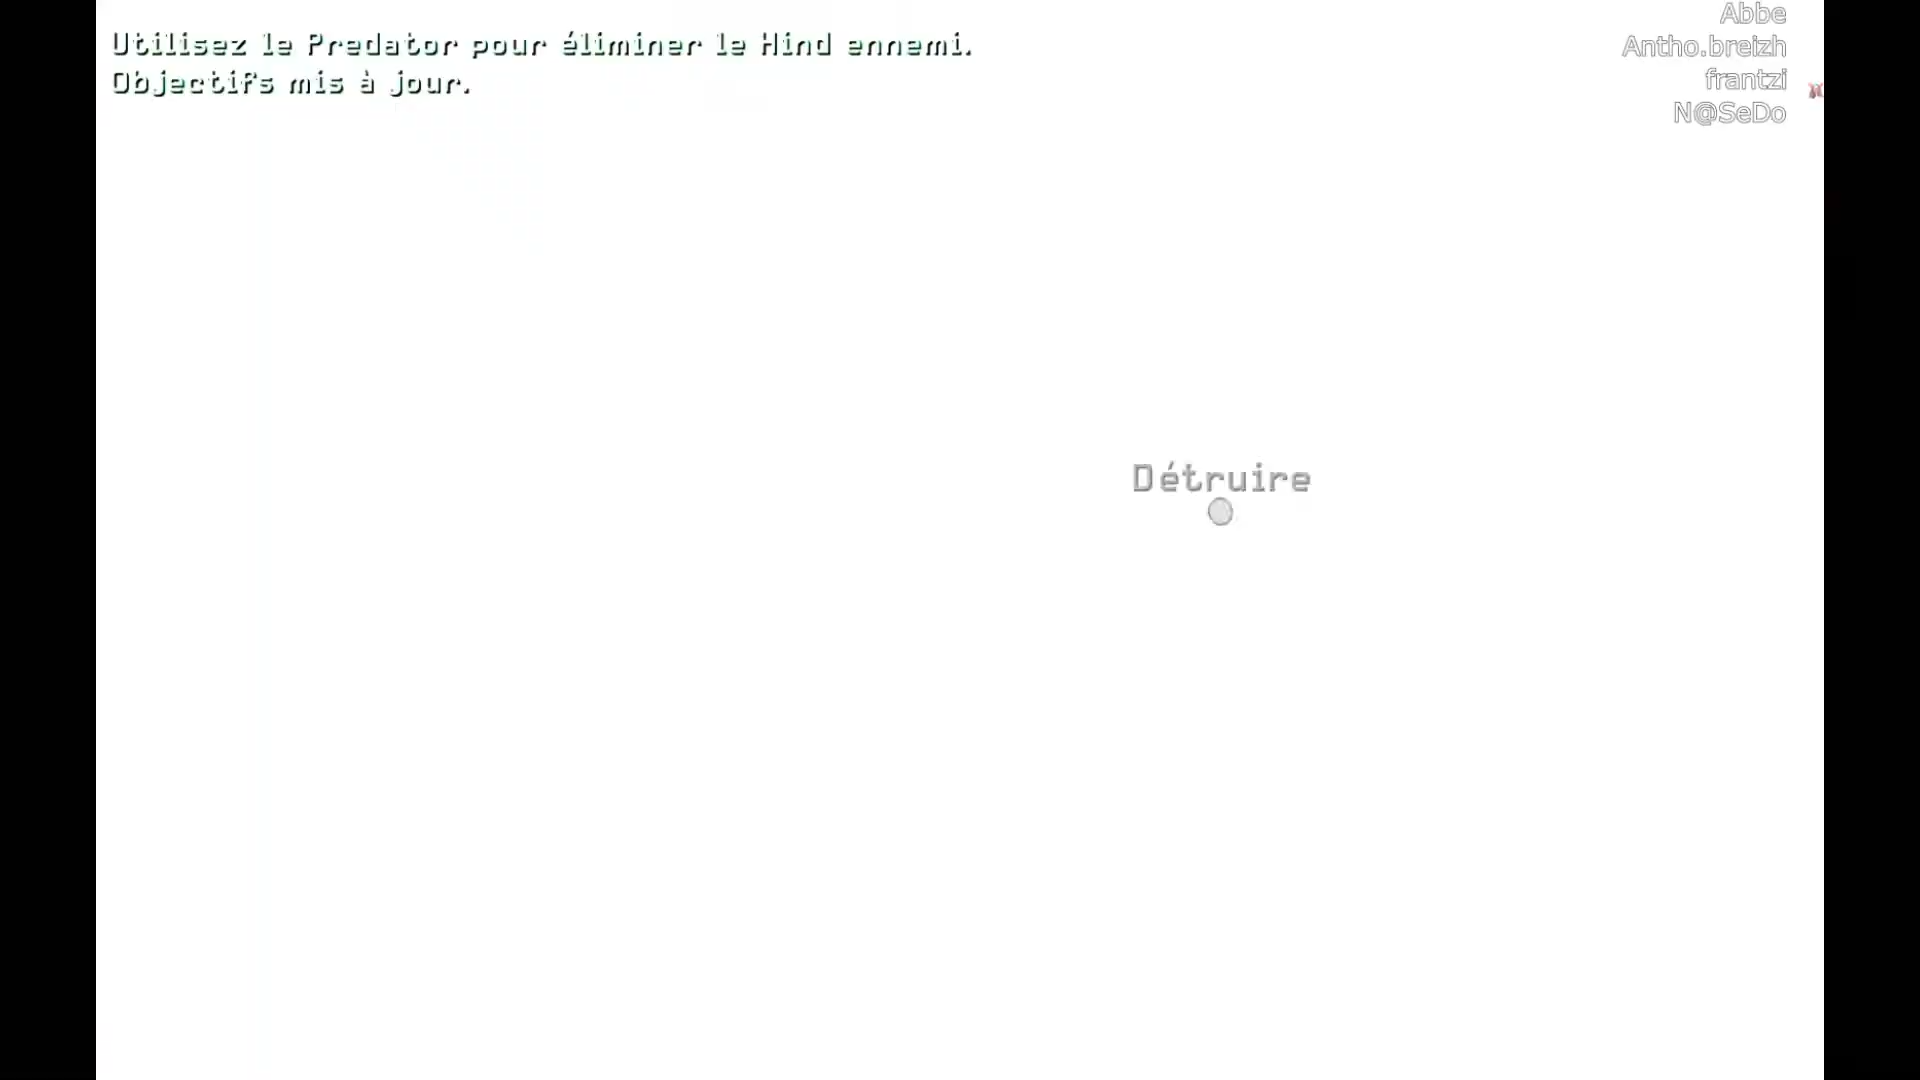 Utilisez le Predator pour éliminer le Hind ennemi.
Objectifs mis à jour.
Abbe
Antho.breizh
frantzi
N@SeDo
Détruire